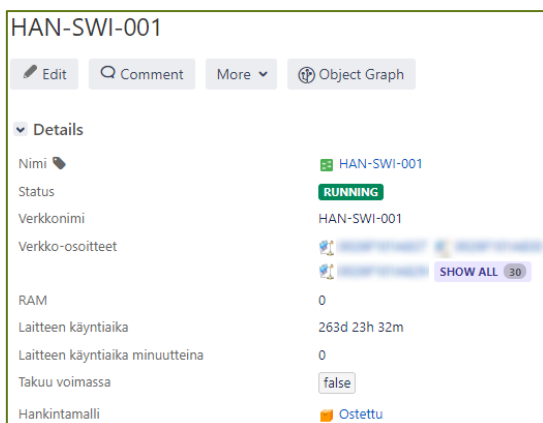 HAN-SWI-001
Edit Comment More Object Graph
Details
Nimi HAN-SWI-001
Status RUNNING
Verkkonimi HAN-SWI-001
Verkko-osoitteet
SHOW ALL 30
RAM 0
Laitteen käyntiaika 263d 23h 32m
Laitteen käyntiaika minuutteina 0
Takuu voimassa false
Hankintamalli Ostettu